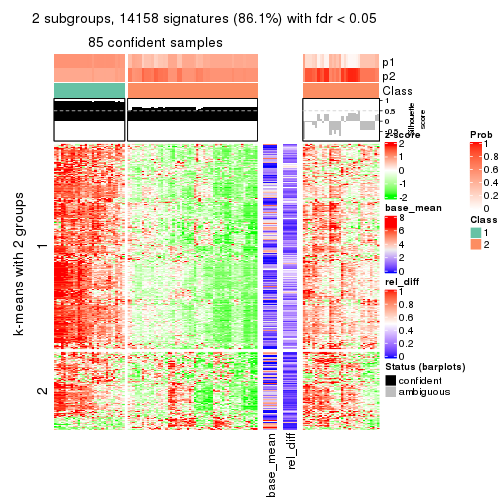 2 subgroups, 14158 signatures (86.1%) with fdr < 0.05
85 confident samples
p1
p2
Class
1
0.5
0
-0.5
Silhouette
score
k-means with 2 groups
1
2
base_mean
rel_diff
z-score
2
1
0
-1
-2
base_mean
8
6
4
2
0
rel_diff
1
0.8
0.6
0.4
0.2
0
Status (barplots)
confident
ambiguous
Prob
1
0.8
0.6
0.4
0.2
0
Class
1
2